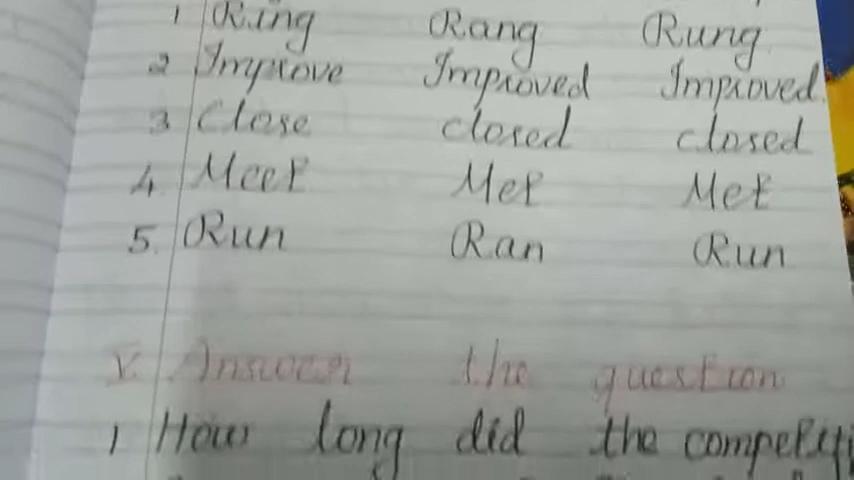 1 Ring Rang Rung
2 Improve Improved Improved.
3 Close closed closed
4 Meet Met Met
5. Run Ran Run
V. Answer the question
1 How long did the